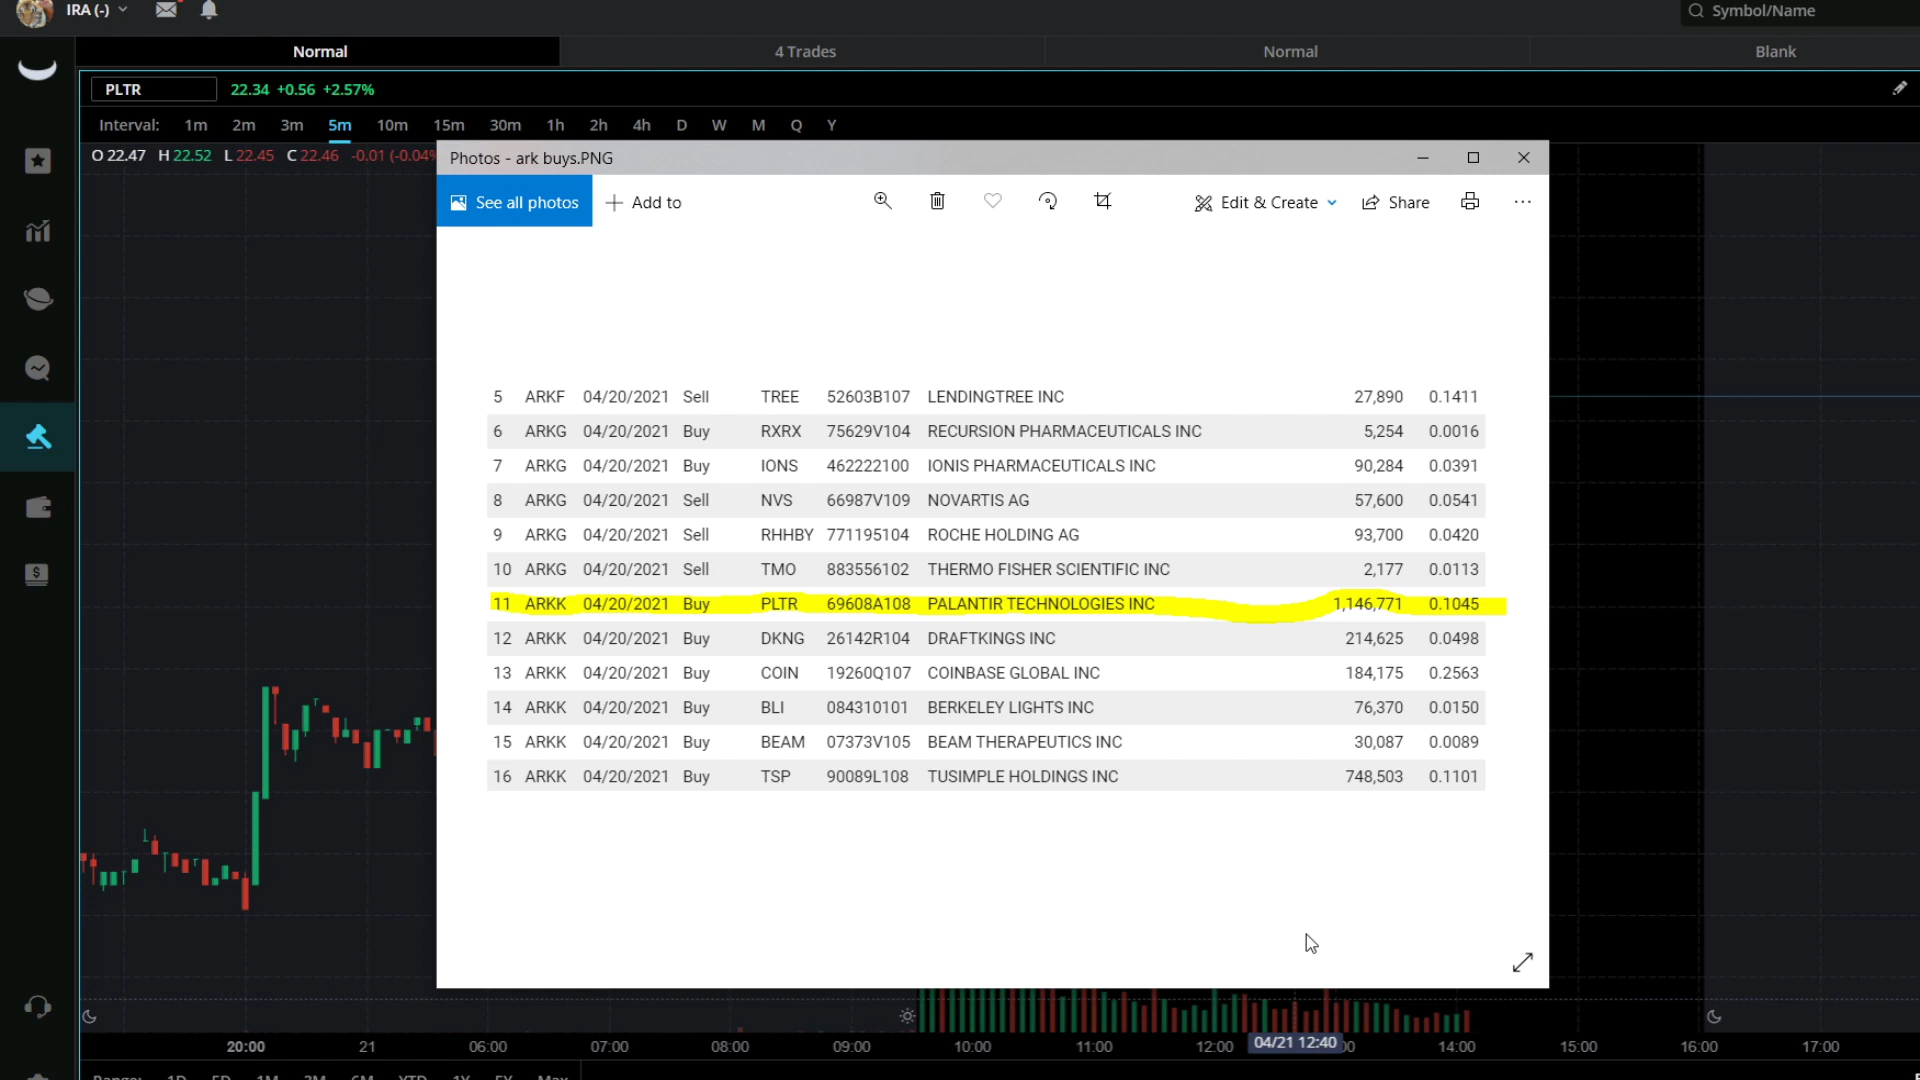 IRA (-)
Symbol/Name
Normal 4 Trades Normal Blank
PLTR 22.34 +0.56 +2.57%
Interval: 1m 2m 3m 5m 10m 15m 30m 1h 2h 4h D W M Q Y
O 22.47 H 22.52 L 22.45 C 22.46 -0.01 (-0.04%
Photos - ark buys.PNG
See all photos Add to Edit & Create Share
5 ARKF 04/20/2021 Sell TREE 52603B107 LENDINGTREE INC 27,890 0.1411
6 ARKG 04/20/2021 Buy RXRX 75629V104 RECURSION PHARMACEUTICALS INC 5,254 0.0016
7 ARKG 04/20/2021 Buy IONS 462222100 IONIS PHARMACEUTICALS INC 90,284 0.0391
8 ARKG 04/20/2021 Sell NVS 66987V109 NOVARTIS AG 57,600 0.0541
9 ARKG 04/20/2021 Sell RHHBY 771195104 ROCHE HOLDING AG 93,700 0.0420
10 ARKG 04/20/2021 Sell TMO 883556102 THERMO FISHER SCIENTIFIC INC 2,177 0.0113
11 ARKK 04/20/2021 Buy PLTR 69608A108 PALANTIR TECHNOLOGIES INC 1,146,771 0.1045
12 ARKK 04/20/2021 Buy DKNG 26142R104 DRAFTKINGS INC 214,625 0.0498
13 ARKK 04/20/2021 Buy COIN 19260Q107 COINBASE GLOBAL INC 184,175 0.2563
14 ARKK 04/20/2021 Buy BLI 084310101 BERKELEY LIGHTS INC 76,370 0.0150
15 ARKK 04/20/2021 Buy BEAM 07373V105 BEAM THERAPEUTICS INC 30,087 0.0089
16 ARKK 04/20/2021 Buy TSP 90089L108 TUSIMPLE HOLDINGS INC 748,503 0.1101
20:00 21 06:00 07:00 08:00 09:00 10:00 11:00 12:00 04/21 12:40 14:00 15:00 16:00 17:00
Range: 1D 5D 1M 3M 6M YTD 1Y 5Y Max